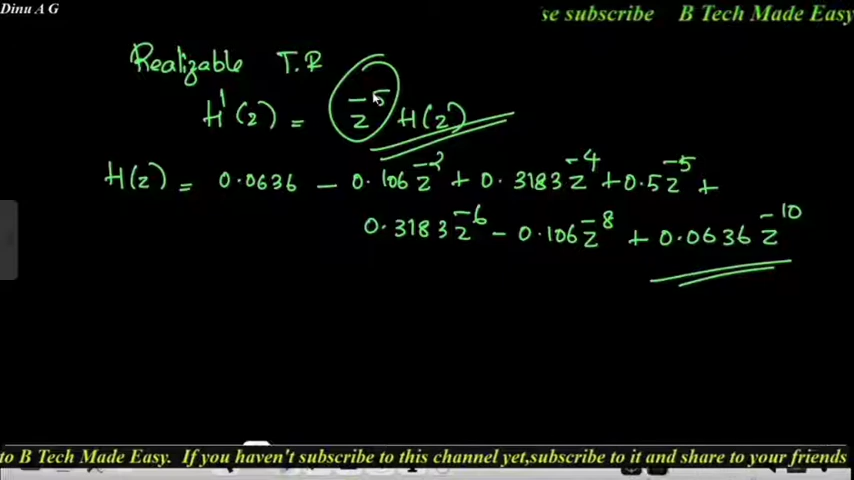 Dinu A G
se subscribe B Tech Made Easy
Realizable T.R
H¹(z) = z⁻⁵ H(z)
H(z) = 0.0636 – 0.106 z⁻² + 0.3183 z⁻⁴ + 0.5 z⁻⁵ +
0.3183 z⁻⁶ – 0.106 z⁻⁸ + 0.0636 z⁻¹⁰
to B Tech Made Easy. If you haven't subscribe to this channel yet,subscribe to it and share to your friends